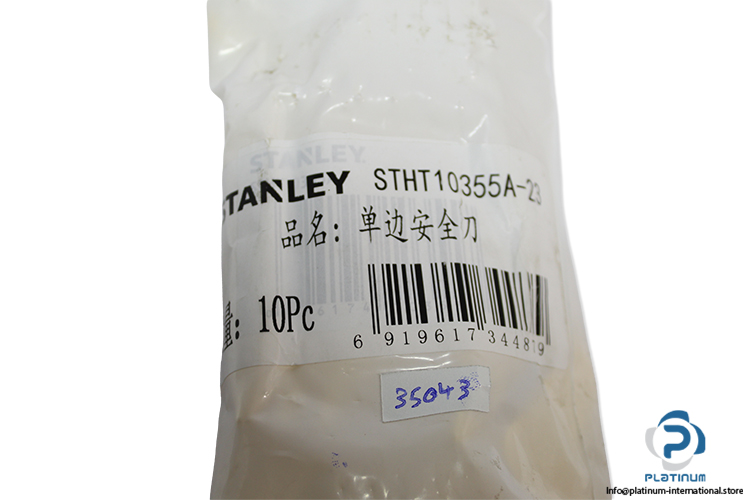 STANLEY
STANLEY STHT10355A-23
品名: 单边安全刀
10Pc
6 919617 344819
35043
PLATINUM
Info@platinum-international.store